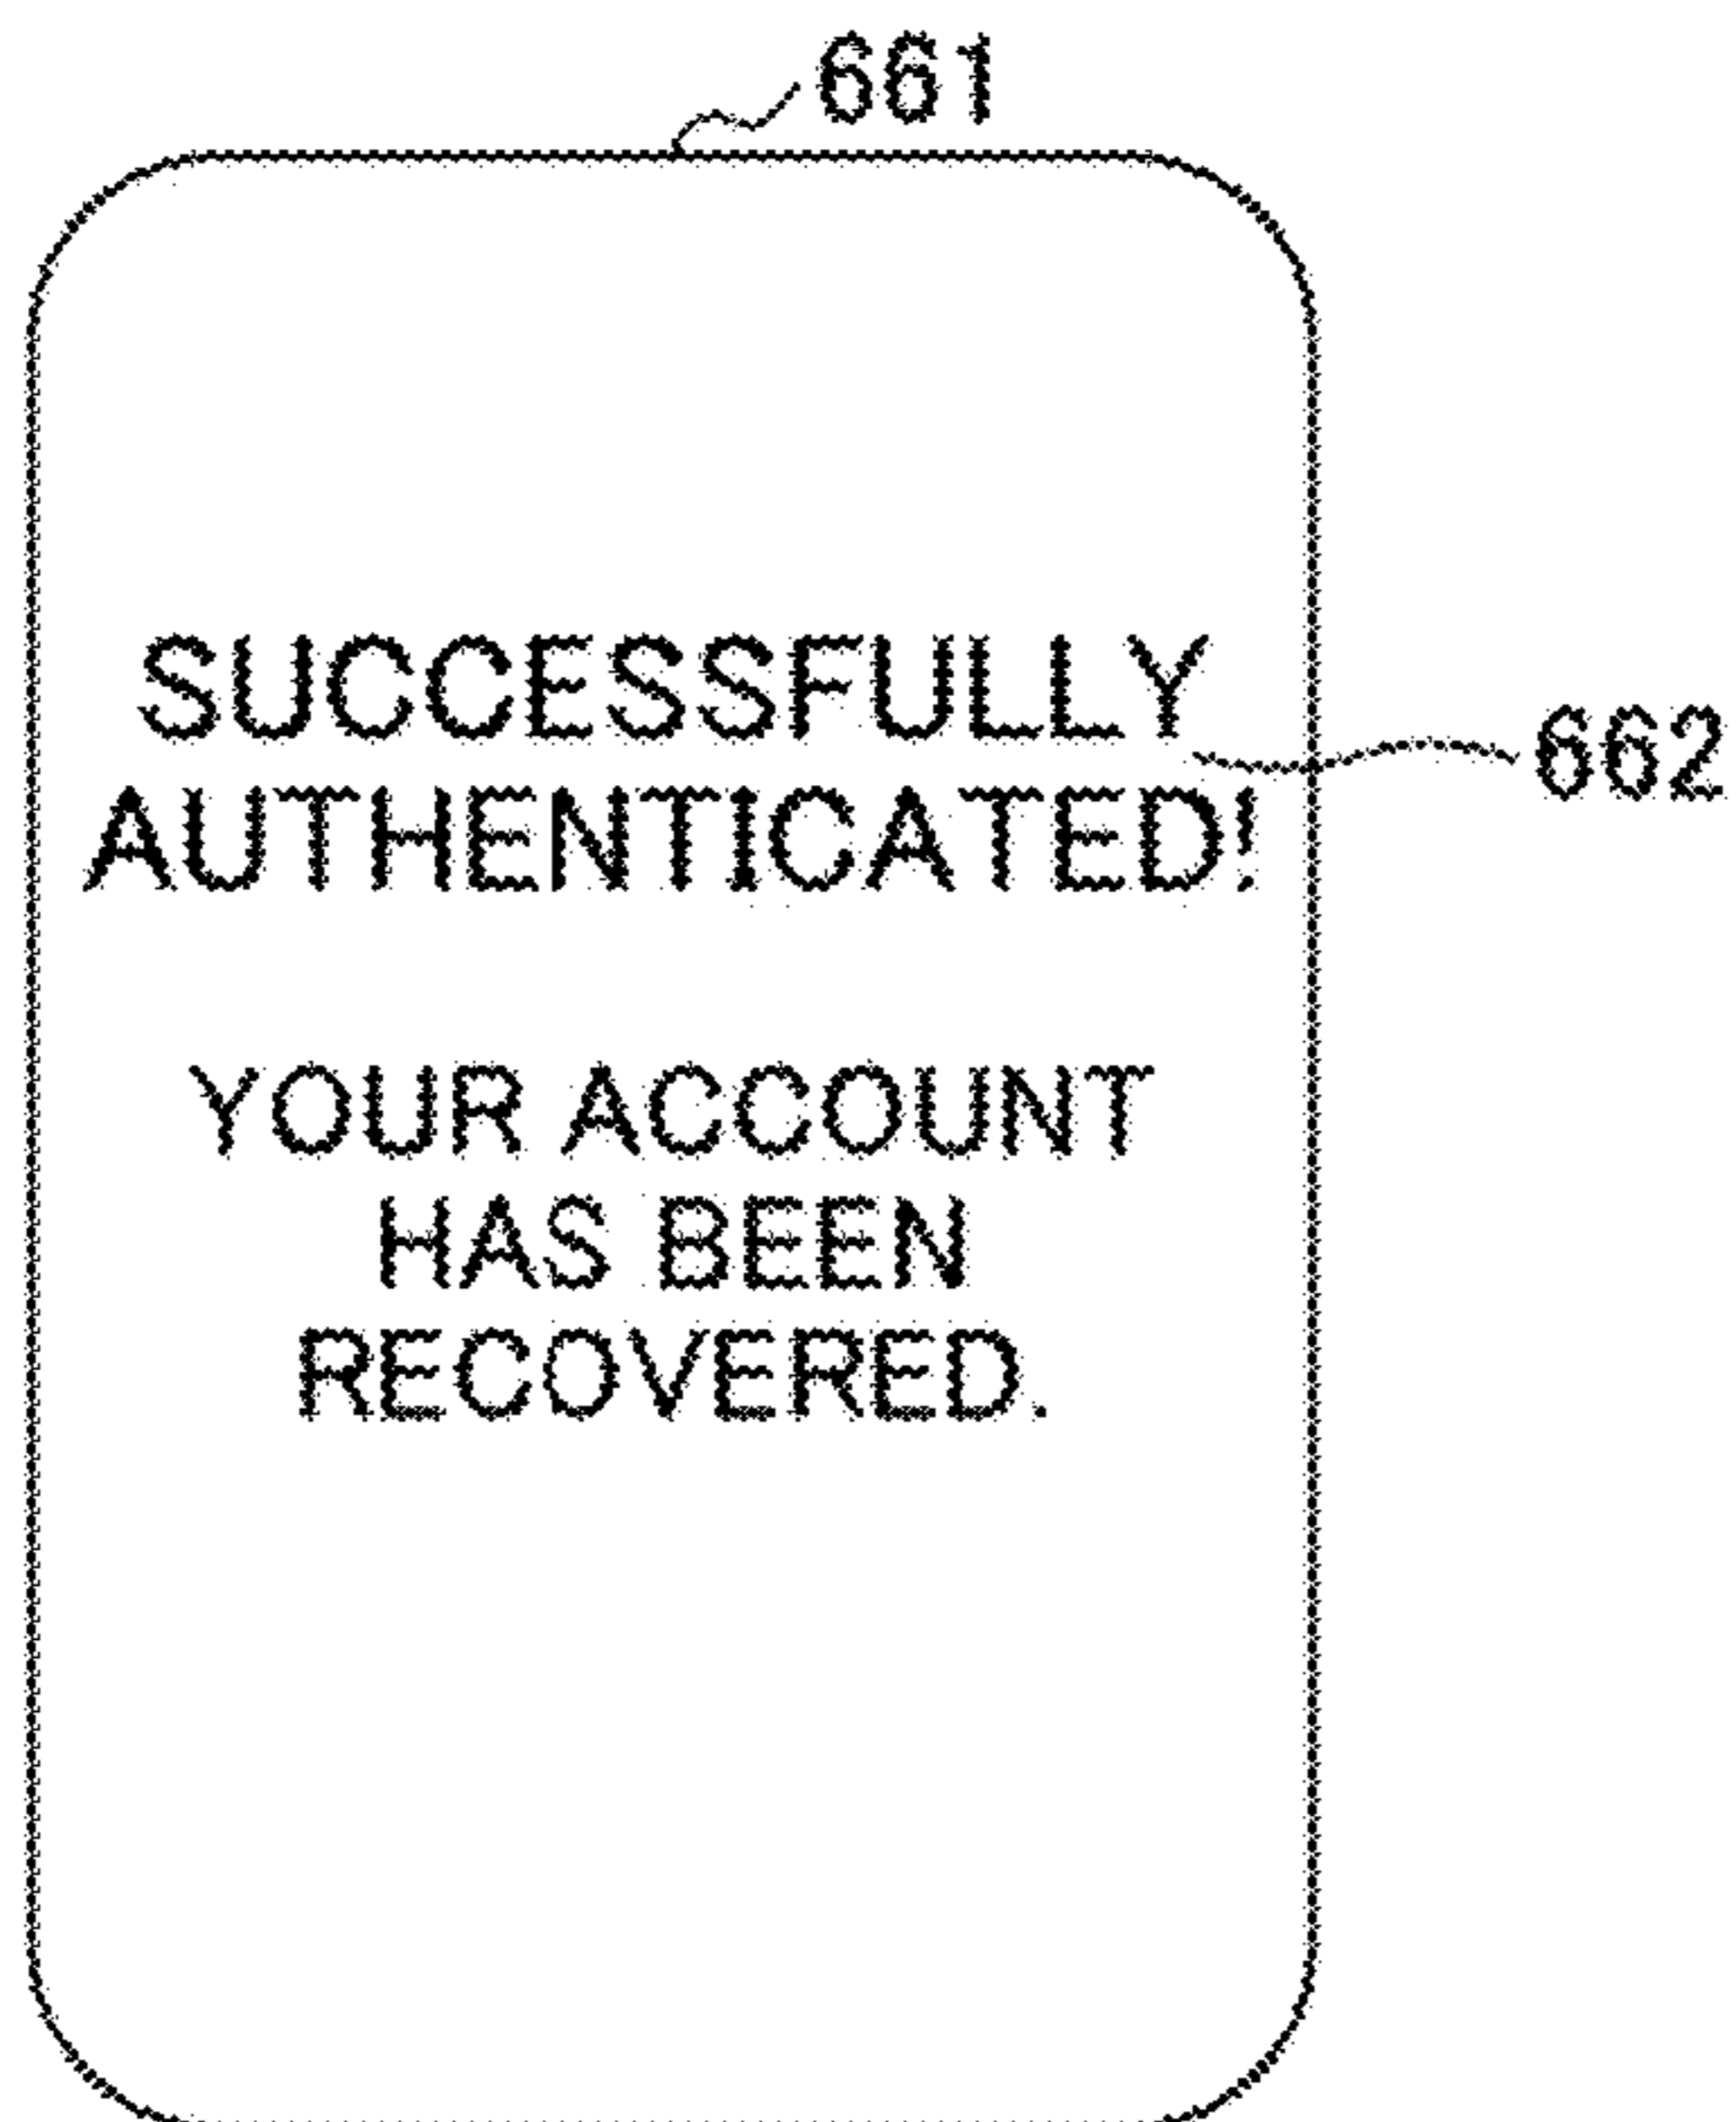 661
SUCCESSFULLY
662
AUTHENTICATED!
YOUR ACCOUNT
HAS BEEN
RECOVERED.